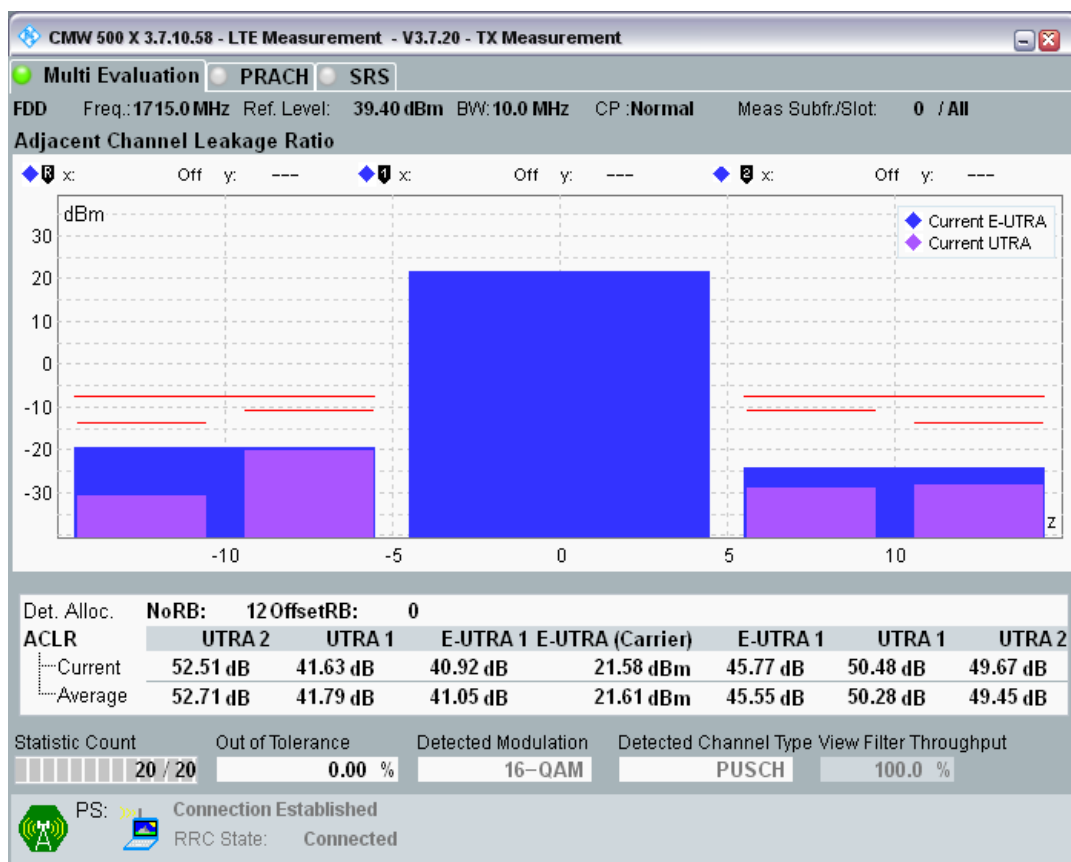 CMW 500 X 3.7.10.58 - LTE Measurement - V3.7.20 - TX Measurement
Multi Evaluation PRACH SRS
FDD Freq.: 1715.0 MHz Ref. Level: 39.40 dBm BW: 10.0 MHz CP :Normal Meas Subfr./Slot: 0 / All
Adjacent Channel Leakage Ratio
R x: Off y: --- 1 x: Off y: --- 2 x: Off y: ---
dBm
Current E-UTRA
Current UTRA
30
20
10
0
-10
-20
-30
z
-10 -5 0 5 10
Det. Alloc. NoRB: 12 OffsetRB: 0
ACLR UTRA 2 UTRA 1 E-UTRA 1 E-UTRA (Carrier) E-UTRA 1 UTRA 1 UTRA 2
Current 52.51 dB 41.63 dB 40.92 dB 21.58 dBm 45.77 dB 50.48 dB 49.67 dB
Average 52.71 dB 41.79 dB 41.05 dB 21.61 dBm 45.55 dB 50.28 dB 49.45 dB
Statistic Count Out of Tolerance Detected Modulation Detected Channel Type View Filter Throughput
20 / 20 0.00 % 16-QAM PUSCH 100.0 %
PS: Connection Established
RRC State: Connected